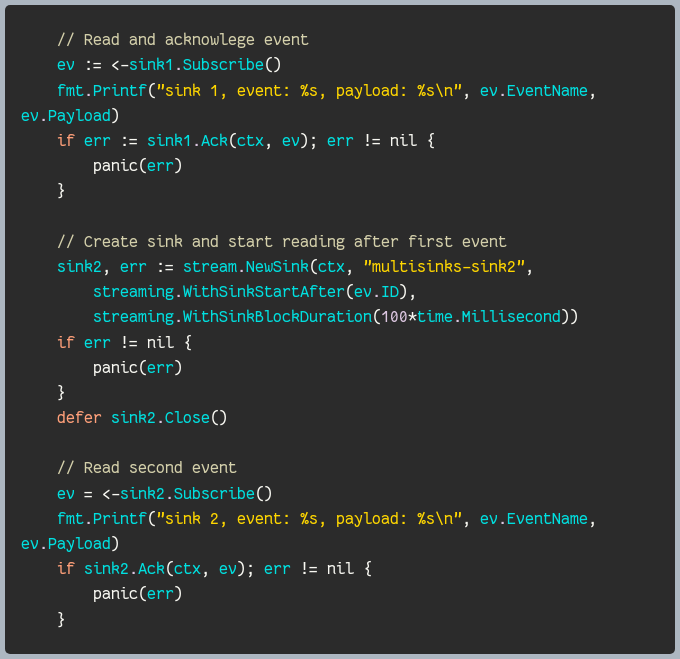 // Read and acknowlege event
    ev := <-sink1.Subscribe()
    fmt.Printf("sink 1, event: %s, payload: %s\n", ev.EventName,
ev.Payload)
    if err := sink1.Ack(ctx, ev); err != nil {
        panic(err)
    }

    // Create sink and start reading after first event
    sink2, err := stream.NewSink(ctx, "multisinks-sink2",
        streaming.WithSinkStartAfter(ev.ID),
        streaming.WithSinkBlockDuration(100*time.Millisecond))
    if err != nil {
        panic(err)
    }
    defer sink2.Close()

    // Read second event
    ev = <-sink2.Subscribe()
    fmt.Printf("sink 2, event: %s, payload: %s\n", ev.EventName,
ev.Payload)
    if sink2.Ack(ctx, ev); err != nil {
        panic(err)
    }